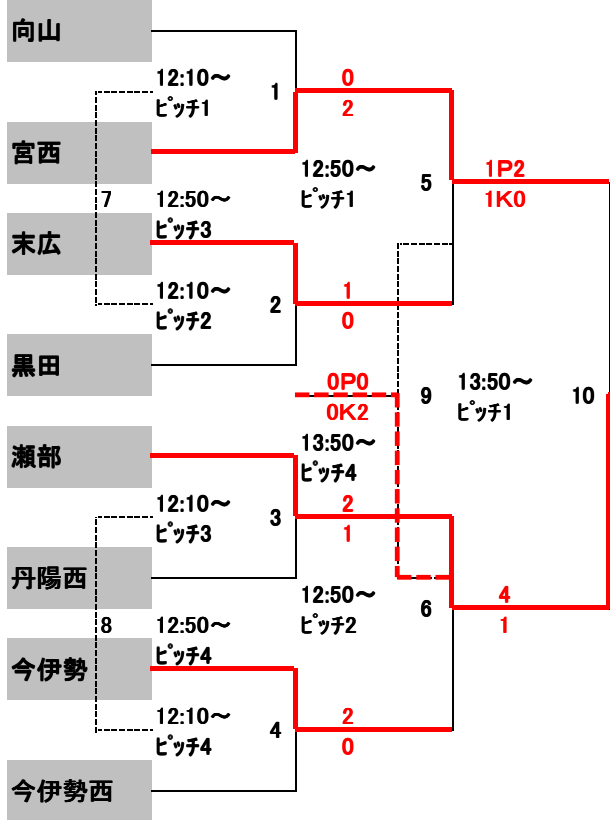 向山
12:10～
ﾋﾟｯﾁ1
1
0
2
宮西
12:50～
ﾋﾟｯﾁ1
5
1P2
1K0
7
12:50～
ﾋﾟｯﾁ3
末広
12:10～
ﾋﾟｯﾁ2
2
1
0
黒田
0P0
0K2
9
13:50～
ﾋﾟｯﾁ1
10
13:50～
ﾋﾟｯﾁ4
瀬部
12:10～
ﾋﾟｯﾁ3
3
2
1
丹陽西
12:50～
ﾋﾟｯﾁ2
6
4
1
8
12:50～
ﾋﾟｯﾁ4
今伊勢
12:10～
ﾋﾟｯﾁ4
4
2
0
今伊勢西